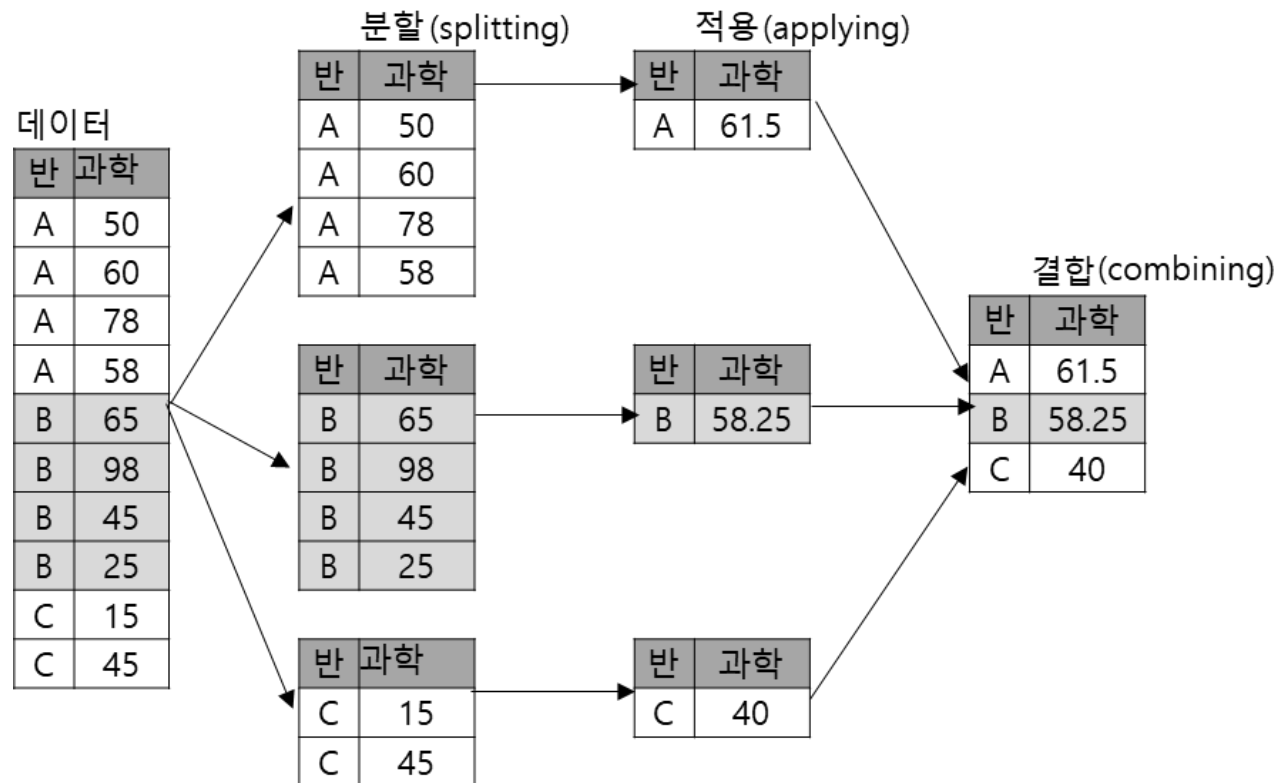 데이터
반 과학
A 50
A 60
A 78
A 58
B 65
B 98
B 45
B 25
C 15
C 45
분할(splitting)
반 과학
A 50
A 60
A 78
A 58
반 과학
B 65
B 98
B 45
B 25
반 과학
C 15
C 45
적용(applying)
반 과학
A 61.5
반 과학
B 58.25
반 과학
C 40
결합(combining)
반 과학
A 61.5
B 58.25
C 40